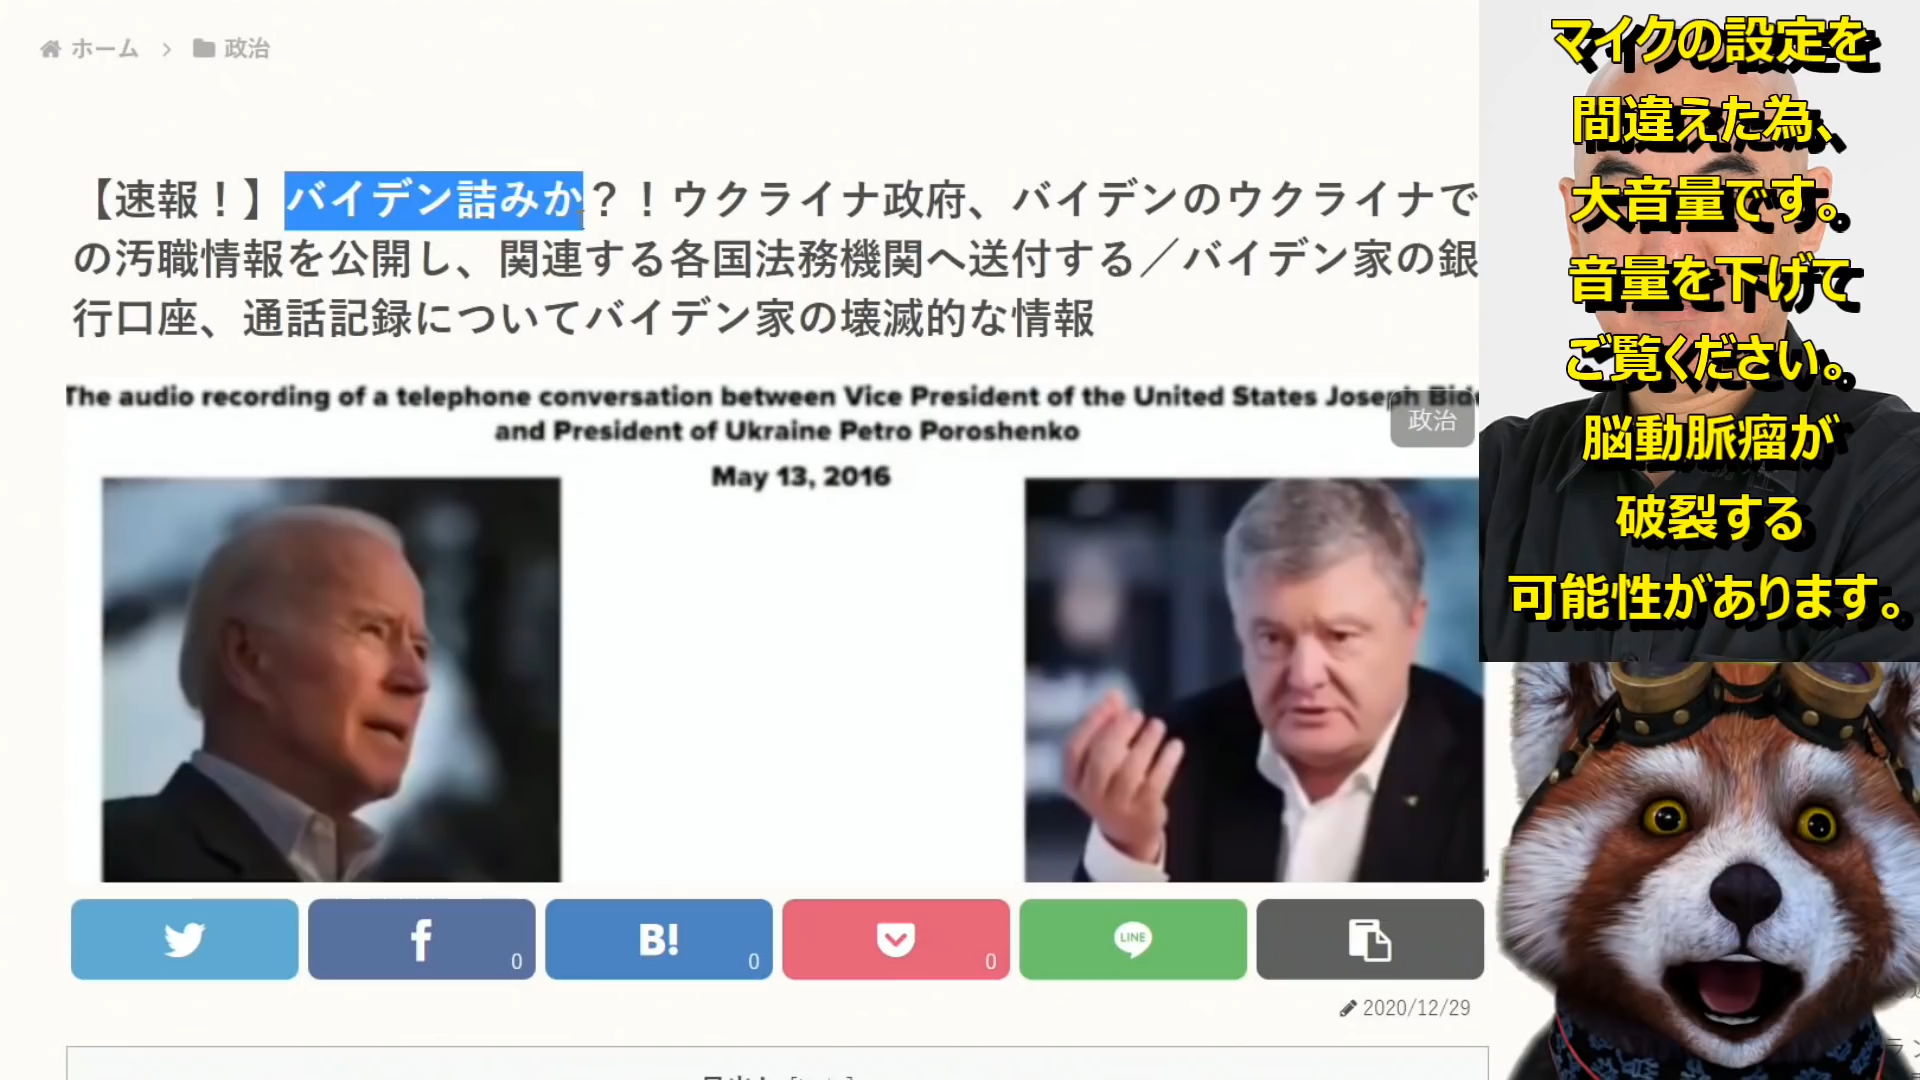 ホーム > 政治
【速報！】バイデン詰みか？！ウクライナ政府、バイデンのウクライナで
の汚職情報を公開し、関連する各国法務機関へ送付する／バイデン家の銀
行口座、通話記録についてバイデン家の壊滅的な情報
The audio recording of a telephone conversation between Vice President of the United States Joseph
and President of Ukraine Petro Poroshenko
政治
May 13, 2016
0
B! 0
0
LINE
2020/12/29
マイクの設定を
間違えた為、
大音量です。
音量を下げて
ご覧ください。
脳動脈瘤が
破裂する
可能性があります。